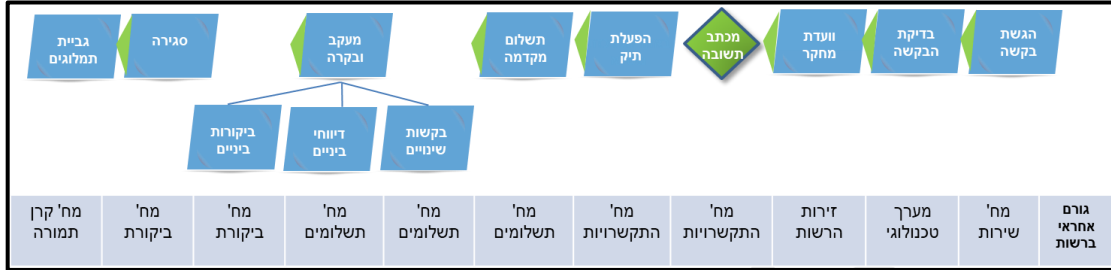 הגשת
בקשה
בדיקת
הבקשה
וועדת
מחקר
מכתב
תשובה
הפעלת
תיק
תשלום
מקדמה
מעקב
ובקרה
סגירה
גביית
תמלוגים
בקשות
שינויים
דיווחי
ביניים
ביקורות
ביניים
גורם
אחראי
ברשות
מח'
שירות
מערך
טכנולוגי
זירות
הרשות
מח'
התקשרויות
מח'
התקשרויות
מח'
תשלומים
מח'
תשלומים
מח'
תשלומים
מח'
ביקורת
מח'
ביקורת
מח' קרן
תמורה